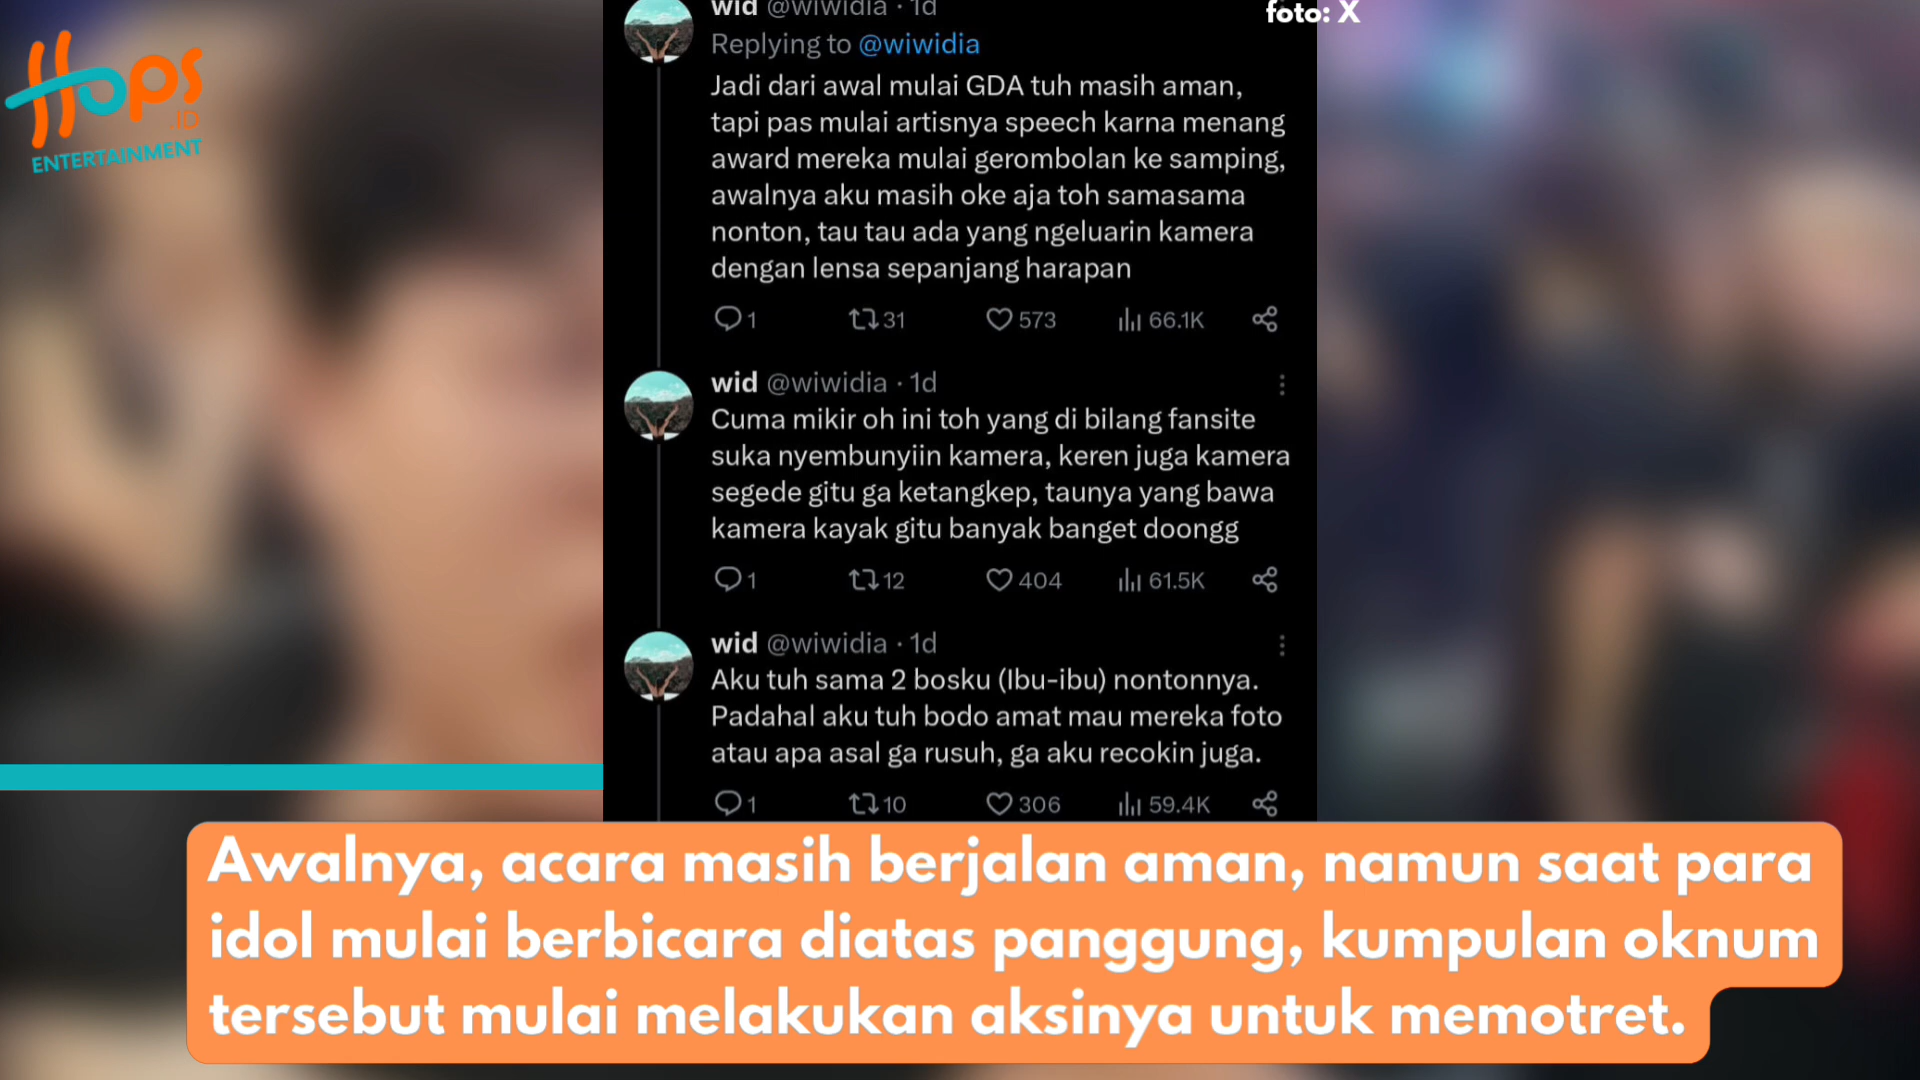 Hops
.ID
ENTERTAINMENT
foto: X
wid @wiwidia · 1d
Replying to @wiwidia
Jadi dari awal mulai GDA tuh masih aman,
tapi pas mulai artisnya speech karna menang
award mereka mulai gerombolan ke samping,
awalnya aku masih oke aja toh samasama
nonton, tau tau ada yang ngeluarin kamera
dengan lensa sepanjang harapan
1 31 573 66.1K
wid @wiwidia · 1d
Cuma mikir oh ini toh yang di bilang fansite
suka nyembunyiin kamera, keren juga kamera
segede gitu ga ketangkep, taunya yang bawa
kamera kayak gitu banyak banget doongg
1 12 404 61.5K
wid @wiwidia · 1d
Aku tuh sama 2 bosku (Ibu-ibu) nontonnya.
Padahal aku tuh bodo amat mau mereka foto
atau apa asal ga rusuh, ga aku recokin juga.
1 10 306 59.4K
Awalnya, acara masih berjalan aman, namun saat para
idol mulai berbicara diatas panggung, kumpulan oknum
tersebut mulai melakukan aksinya untuk memotret.